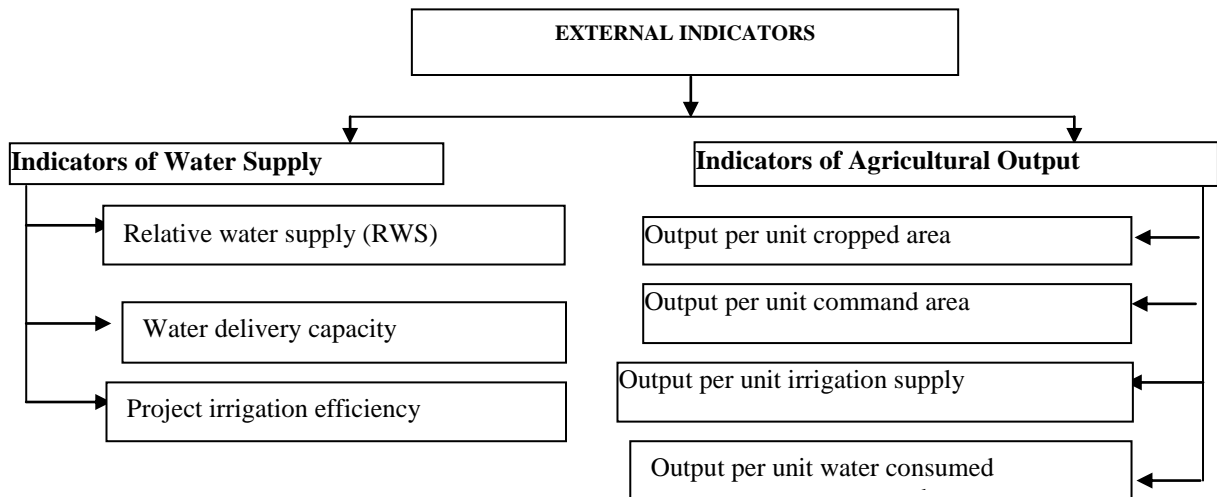 EXTERNAL INDICATORS
Indicators of Water Supply
Relative water supply (RWS)
Water delivery capacity
Project irrigation efficiency
Indicators of Agricultural Output
Output per unit cropped area
Output per unit command area
Output per unit irrigation supply
Output per unit water consumed